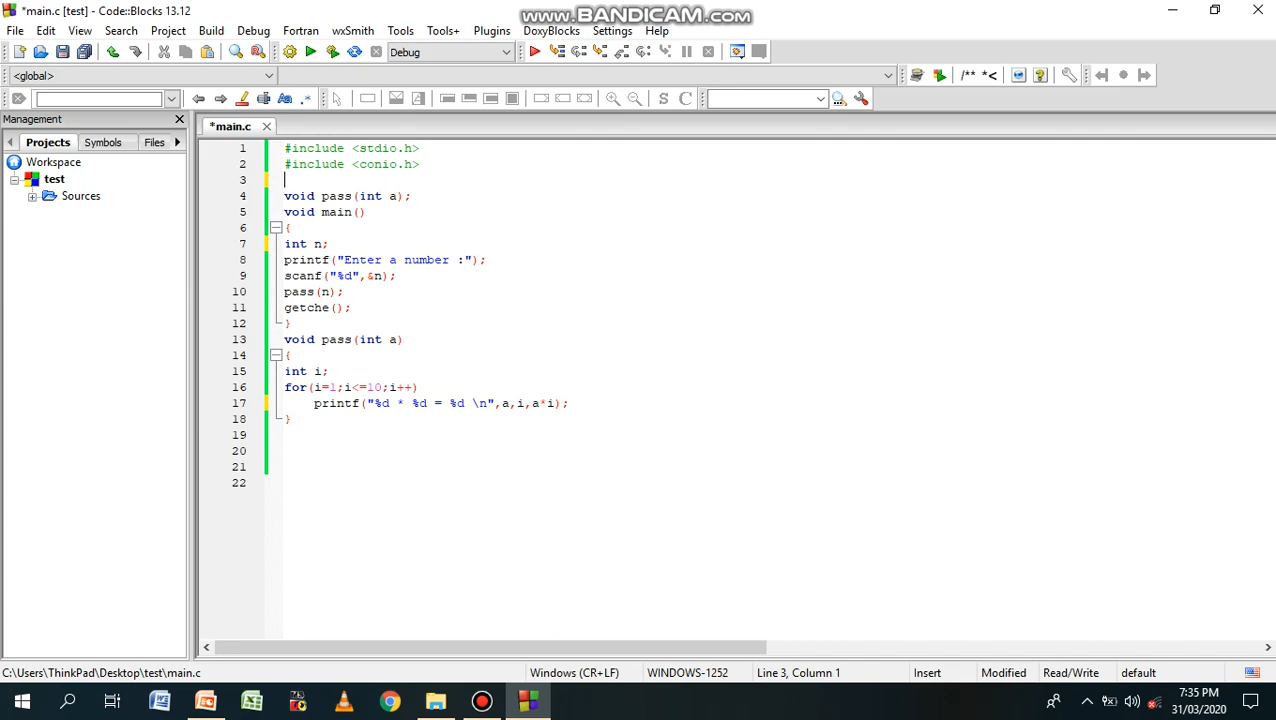 *main.c [test] - Code::Blocks 13.12
www.BANDICAM.com
File Edit View Search Project Build Debug Fortran wxSmith Tools Tools+ Plugins DoxyBlocks Settings Help
Debug
<global>
/** *<
S C
Management
*main.c
Projects Symbols Files
Workspace
test
Sources
1 #include <stdio.h>
2 #include <conio.h>
3
4 void pass(int a);
5 void main()
6 {
7 int n;
8 printf("Enter a number :");
9 scanf("%d",&n);
10 pass(n);
11 getche();
12 }
13 void pass(int a)
14 {
15 int i;
16 for(i=1;i<=10;i++)
17 printf("%d * %d = %d \n",a,i,a*i);
18 }
19
20
21
22
C:\Users\ThinkPad\Desktop\test\main.c Windows (CR+LF) WINDOWS-1252 Line 3, Column 1 Insert Modified Read/Write default
7:35 PM
31/03/2020